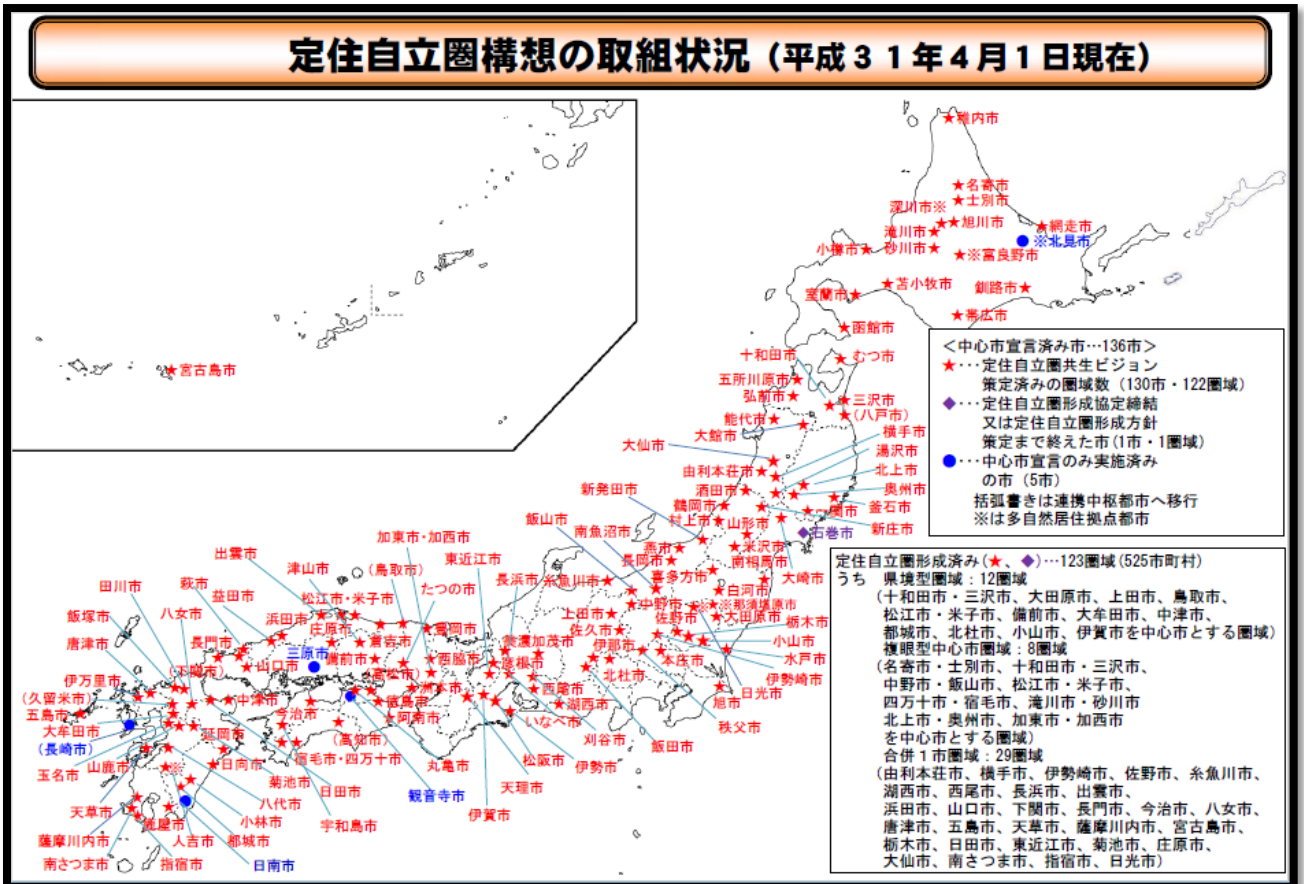 定住自立圏構想の取組状況（平成３１年４月１日現在）
★稚内市
★名寄市
★士別市
深川市※
★旭川市
滝川市★
★網走市
※北見市
小樽市★
砂川市★
★※富良野市
★苫小牧市
釧路市★
室蘭市★
★帯広市
★函館市
★宮古島市
十和田市
★むつ市
五所川原市★
弘前市★
★三沢市
★(八戸市)
能代市★
大館市
横手市
大仙市
湯沢市
由利本荘市★
北上市
酒田市★
奥州市
新発田市
鶴岡市★
釜石市
一関市
飯山市
南魚沼市
村上市★
山形市
新庄市
◆石巻市
燕市★
★米沢市
長岡市★
南相馬市
大崎市
加東市・加西市
東近江市
出雲市
津山市
(鳥取市)
たつの市
長浜市
糸魚川市★
喜多方市
★白河市
田川市
萩市
益田市
松江市・米子市
上田市★
★中野市
※
★※那須塩原市
★大田原市
栃木市
飯塚市
八女市
浜田市
庄原市
★豊岡市
美濃加茂市
佐久市★
佐野市
小山市
唐津市
長門市
三原市
倉吉市
備前市★
★西脇市
彦根市
伊那市
本庄市
水戸市
伊万里市
(下関市)
★山口市
(高松市)
洲本市
★西尾市
北杜市
伊勢崎市
(久留米市)
★中津市
徳島市
★湖西市
日光市
五島市★
今治市
★阿南市
いなべ市
旭市
大牟田市
延岡市
(高知市)
刈谷市
秩父市
(長崎市)
宿毛市・四万十市
丸亀市
松阪市
伊勢市
飯田市
玉名市
山鹿市
★※
★日向市
菊池市
日田市
観音寺市
天理市
天草市
八代市
伊賀市
薩摩川内市
鹿屋市
小林市
宇和島市
人吉市
都城市
南さつま市
指宿市
日南市
＜中心市宣言済み市…136市＞
★･･･定住自立圏共生ビジョン
策定済みの圏域数（130市・122圏域）
◆･･･定住自立圏形成協定締結
又は定住自立圏形成方針
策定まで終えた市(1市・1圏域)
●･･･中心市宣言のみ実施済み
の市（5市）
括弧書きは連携中枢都市へ移行
※は多自然居住拠点都市
定住自立圏形成済み(★、◆)…123圏域(525市町村)
うち　県境型圏域：12圏域
（十和田市・三沢市、大田原市、上田市、鳥取市、
松江市・米子市、備前市、大牟田市、中津市、
都城市、北杜市、小山市、伊賀市を中心市とする圏域）
複眼型中心市圏域：8圏域
（名寄市・士別市、十和田市・三沢市、
中野市・飯山市、松江市・米子市、
四万十市・宿毛市、滝川市・砂川市
北上市・奥州市、加東市・加西市
を中心市とする圏域）
合併１市圏域：29圏域
（由利本荘市、横手市、伊勢崎市、佐野市、糸魚川市、
湖西市、西尾市、長浜市、出雲市、
浜田市、山口市、下関市、長門市、今治市、八女市、
唐津市、五島市、天草市、薩摩川内市、宮古島市、
栃木市、日田市、東近江市、菊池市、庄原市、
大仙市、南さつま市、指宿市、日光市）